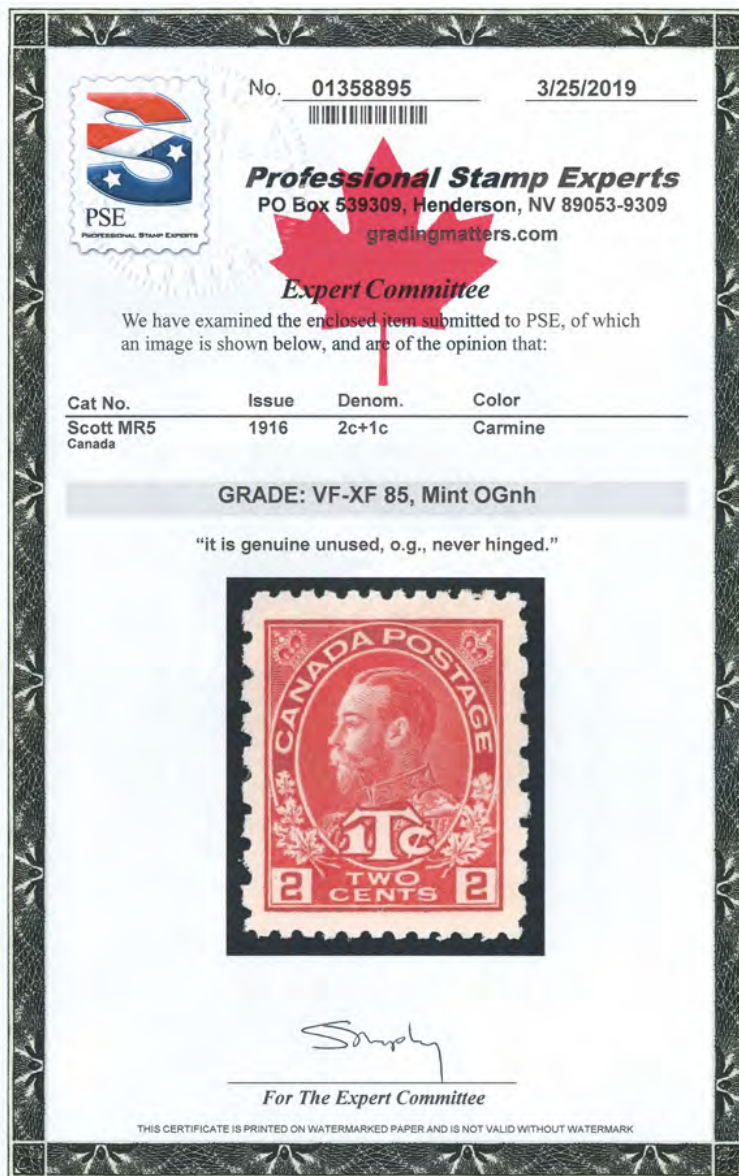 No. 01358895 3/25/2019
PSE
PROFESSIONAL STAMP EXPERTS
Professional Stamp Experts
PO Box 539309, Henderson, NV 89053-9309
gradingmatters.com
Expert Committee
We have examined the enclosed item submitted to PSE, of which
an image is shown below, and are of the opinion that:
Cat No. Issue Denom. Color
Scott MR5 1916 2c+1c Carmine
Canada
GRADE: VF-XF 85, Mint OGnh
“it is genuine unused, o.g., never hinged.”
CANADA POSTAGE
1Tc
2 TWO CENTS 2
For The Expert Committee
THIS CERTIFICATE IS PRINTED ON WATERMARKED PAPER AND IS NOT VALID WITHOUT WATERMARK